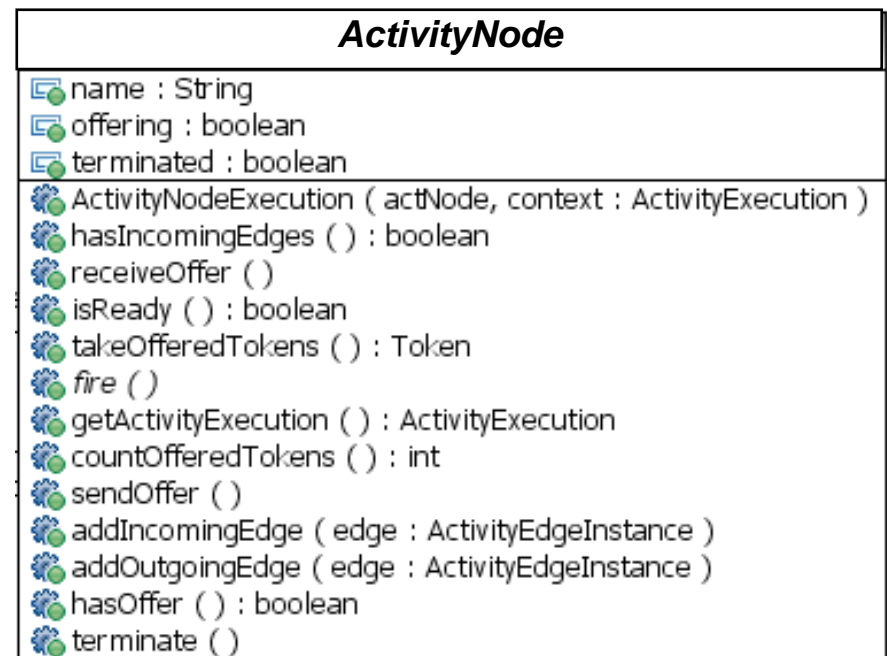 ActivityNode
name : String
offering : boolean
terminated : boolean
ActivityNodeExecution ( actNode, context : ActivityExecution )
hasIncomingEdges ( ) : boolean
receiveOffer ( )
isReady ( ) : boolean
takeOfferedTokens ( ) : Token
fire ( )
getActivityExecution ( ) : ActivityExecution
countOfferedTokens ( ) : int
sendOffer ( )
addIncomingEdge ( edge : ActivityEdgeInstance )
addOutgoingEdge ( edge : ActivityEdgeInstance )
hasOffer ( ) : boolean
terminate ( )